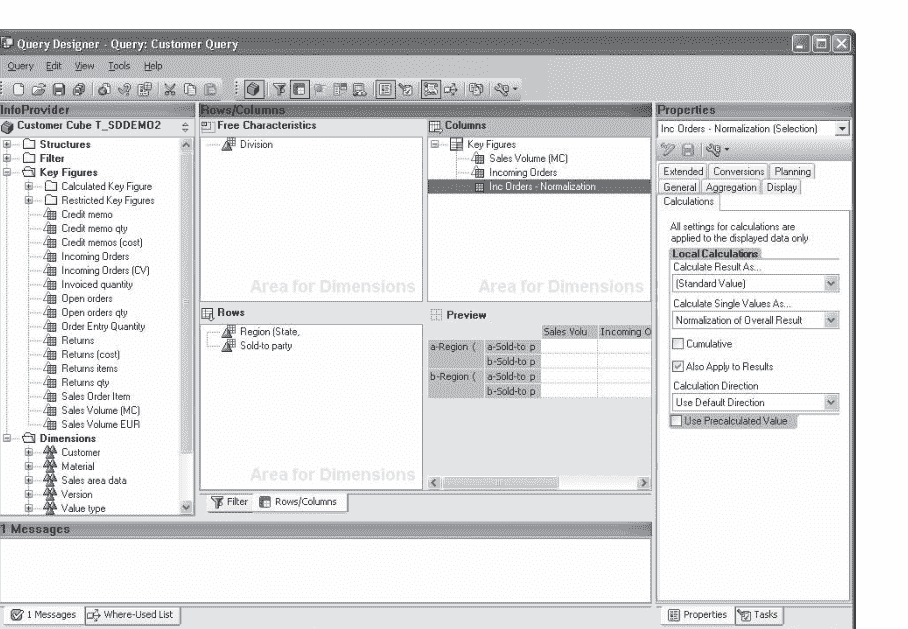 Query Designer - Query: Customer Query
Query Edit View Tools Help
InfoProvider
Customer Cube T_SDDEMO2
Structures
Filter
Key Figures
Calculated Key Figure
Restricted Key Figures
Credit memo
Credit memo qty
Credit memos (cost)
Incoming Orders
Incoming Orders (CV)
Invoiced quantity
Open orders
Open orders qty
Order Entry Quantity
Returns
Returns (cost)
Returns items
Returns qty
Sales Order Item
Sales Volume (MC)
Sales Volume EUR
Dimensions
Customer
Material
Sales area data
Version
Value type
Rows/Columns
Free Characteristics
Division
Area for Dimensions
Columns
Key Figures
Sales Volume (MC)
Incoming Orders
Inc Orders - Normalization
Area for Dimensions
Rows
Region (State,
Sold-to party
Area for Dimensions
Preview
Sales Volu Incoming O
a-Region ( a-Sold-to p
b-Sold-to p
b-Region ( a-Sold-to p
b-Sold-to p
Filter Rows/Columns
Properties
Inc Orders - Normalization (Selection)
Extended Conversions Planning
General Aggregation Display
Calculations
All settings for calculations are
applied to the displayed data only
Local Calculations
Calculate Result As...
(Standard Value)
Calculate Single Values As...
Normalization of Overall Result
Cumulative
Also Apply to Results
Calculation Direction
Use Default Direction
Use Precalculated Value
1 Messages
1 Messages Where-Used List
Properties Tasks